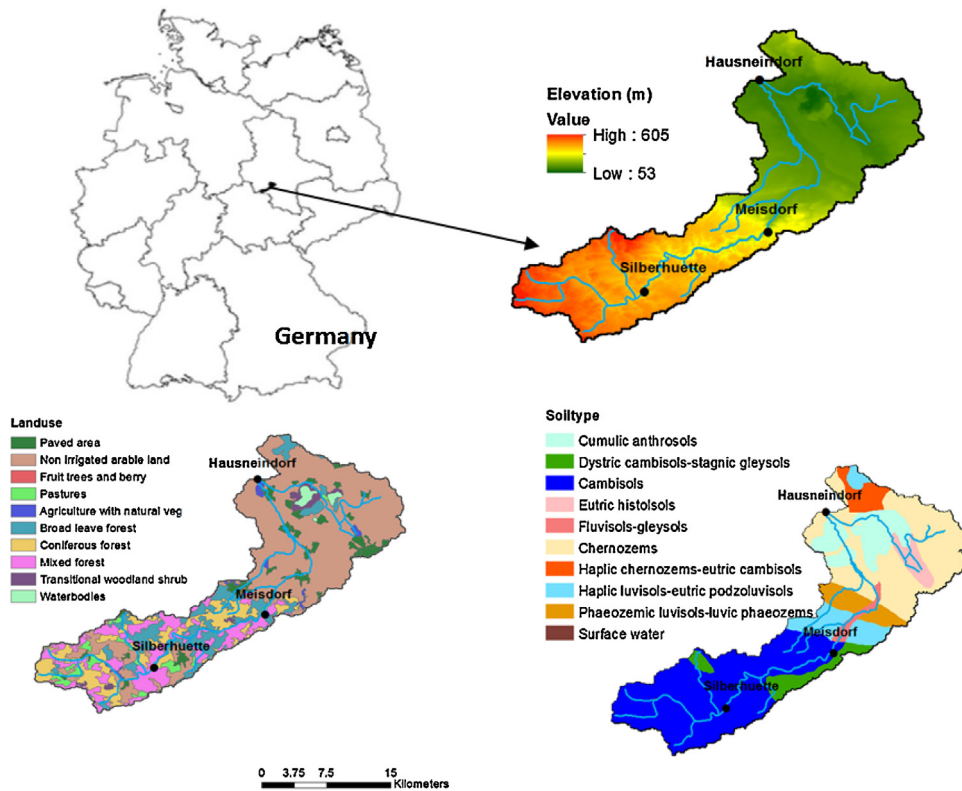 Hausneindorf
Elevation (m)
Value
High : 605
Low : 53
Meisdorf
Silberhuette
Germany
Landuse
Paved area
Non irrigated arable land
Fruit trees and berry
Pastures
Agriculture with natural veg
Broad leave forest
Coniferous forest
Mixed forest
Transitional woodland shrub
Waterbodies
Hausneindorf
Meisdorf
Silberhuette
0 3.75 7.5 15
Kilometers
Soiltype
Cumulic anthrosols
Dystric cambisols-stagnic gleysols
Cambisols
Eutric histolsols
Fluvisols-gleysols
Chernozems
Haplic chernozems-eutric cambisols
Haplic luvisols-eutric podzoluvisols
Phaeozemic luvisols-luvic phaeozems
Surface water
Hausneindorf
Meisdorf
Silberhuette